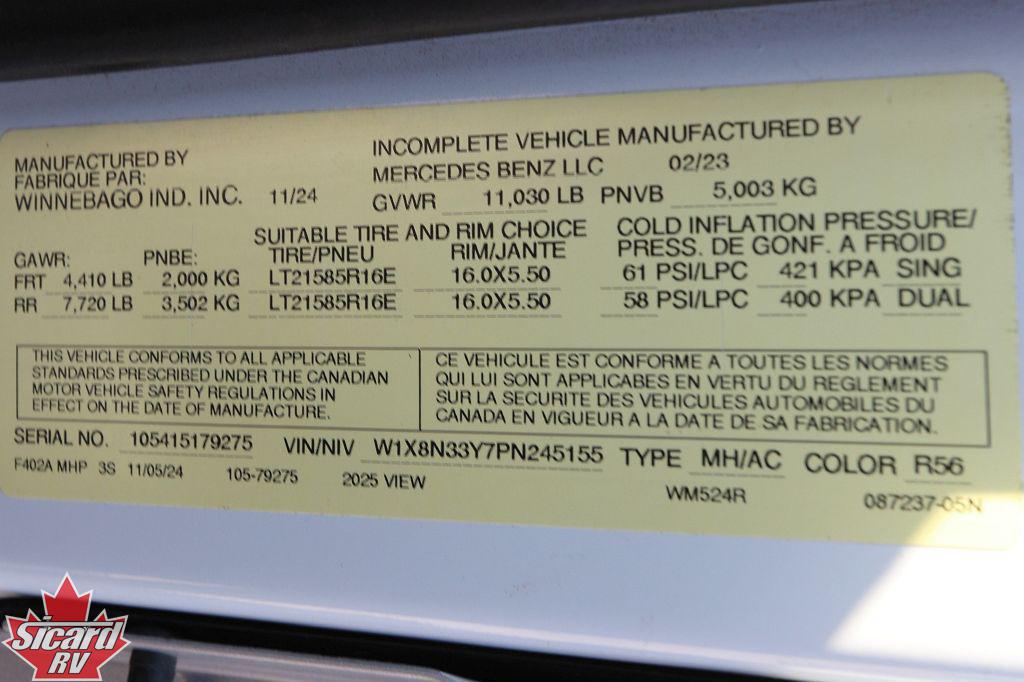 MANUFACTURED BY
FABRIQUE PAR:
WINNEBAGO IND. INC. 11/24
INCOMPLETE VEHICLE MANUFACTURED BY
MERCEDES BENZ LLC 02/23
GVWR 11,030 LB PNVB 5,003 KG
SUITABLE TIRE AND RIM CHOICE
COLD INFLATION PRESSURE/
GAWR: PNBE: TIRE/PNEU RIM/JANTE PRESS. DE GONF. A FROID
FRT 4,410 LB 2,000 KG LT21585R16E 16.0X5.50 61 PSI/LPC 421 KPA SING
RR 7,720 LB 3,502 KG LT21585R16E 16.0X5.50 58 PSI/LPC 400 KPA DUAL
THIS VEHICLE CONFORMS TO ALL APPLICABLE
STANDARDS PRESCRIBED UNDER THE CANADIAN
MOTOR VEHICLE SAFETY REGULATIONS IN
EFFECT ON THE DATE OF MANUFACTURE.
CE VEHICULE EST CONFORME A TOUTES LES NORMES
QUI LUI SONT APPLICABES EN VERTU DU REGLEMENT
SUR LA SECURITE DES VEHICULES AUTOMOBILES DU
CANADA EN VIGUEUR A LA DATE DE SA FABRICATION.
SERIAL NO. 105415179275 VIN/NIV W1X8N33Y7PN245155 TYPE MH/AC COLOR R56
F402A MHP 3S 11/05/24 105-79275 2025 VIEW WM524R 087237-05N
Sicard
RV